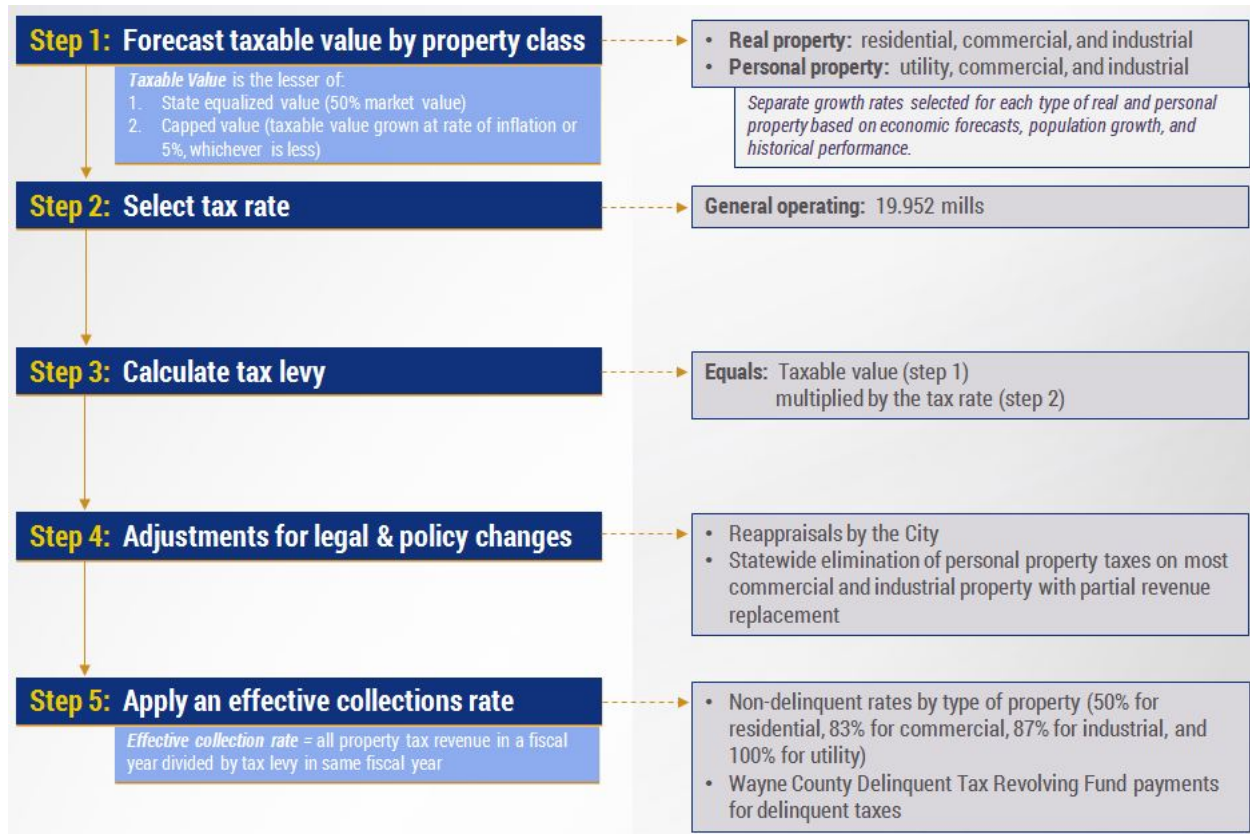 Step 1: Forecast taxable value by property class
Taxable Value is the lesser of:
1. State equalized value (50% market value)
2. Capped value (taxable value grown at rate of inflation or
5%, whichever is less)
• Real property: residential, commercial, and industrial
• Personal property: utility, commercial, and industrial
Separate growth rates selected for each type of real and personal
property based on economic forecasts, population growth, and
historical performance.
Step 2: Select tax rate
General operating: 19.952 mills
Step 3: Calculate tax levy
Equals: Taxable value (step 1)
multiplied by the tax rate (step 2)
Step 4: Adjustments for legal & policy changes
• Reappraisals by the City
• Statewide elimination of personal property taxes on most
commercial and industrial property with partial revenue
replacement
Step 5: Apply an effective collections rate
Effective collection rate = all property tax revenue in a fiscal
year divided by tax levy in same fiscal year
• Non-delinquent rates by type of property (50% for
residential, 83% for commercial, 87% for industrial, and
100% for utility)
• Wayne County Delinquent Tax Revolving Fund payments
for delinquent taxes